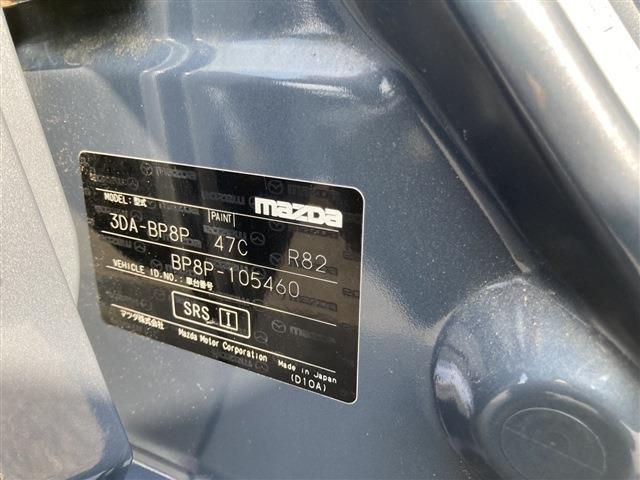 mazda
MODEL:型式 PAINT
3DA-BP8P 47C R82
BP8P-105460
VEHICLE ID.NO.:車台番号
SRS I
マツダ株式会社
Mazda Motor Corporation Made in Japan
(D10A)